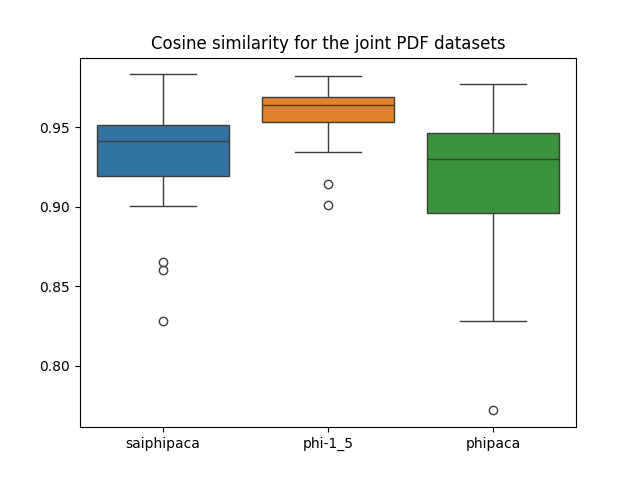 Cosine similarity for the joint PDF datasets
0.95
0.90
0.85
0.80
saiphipaca phi-1_5 phipaca